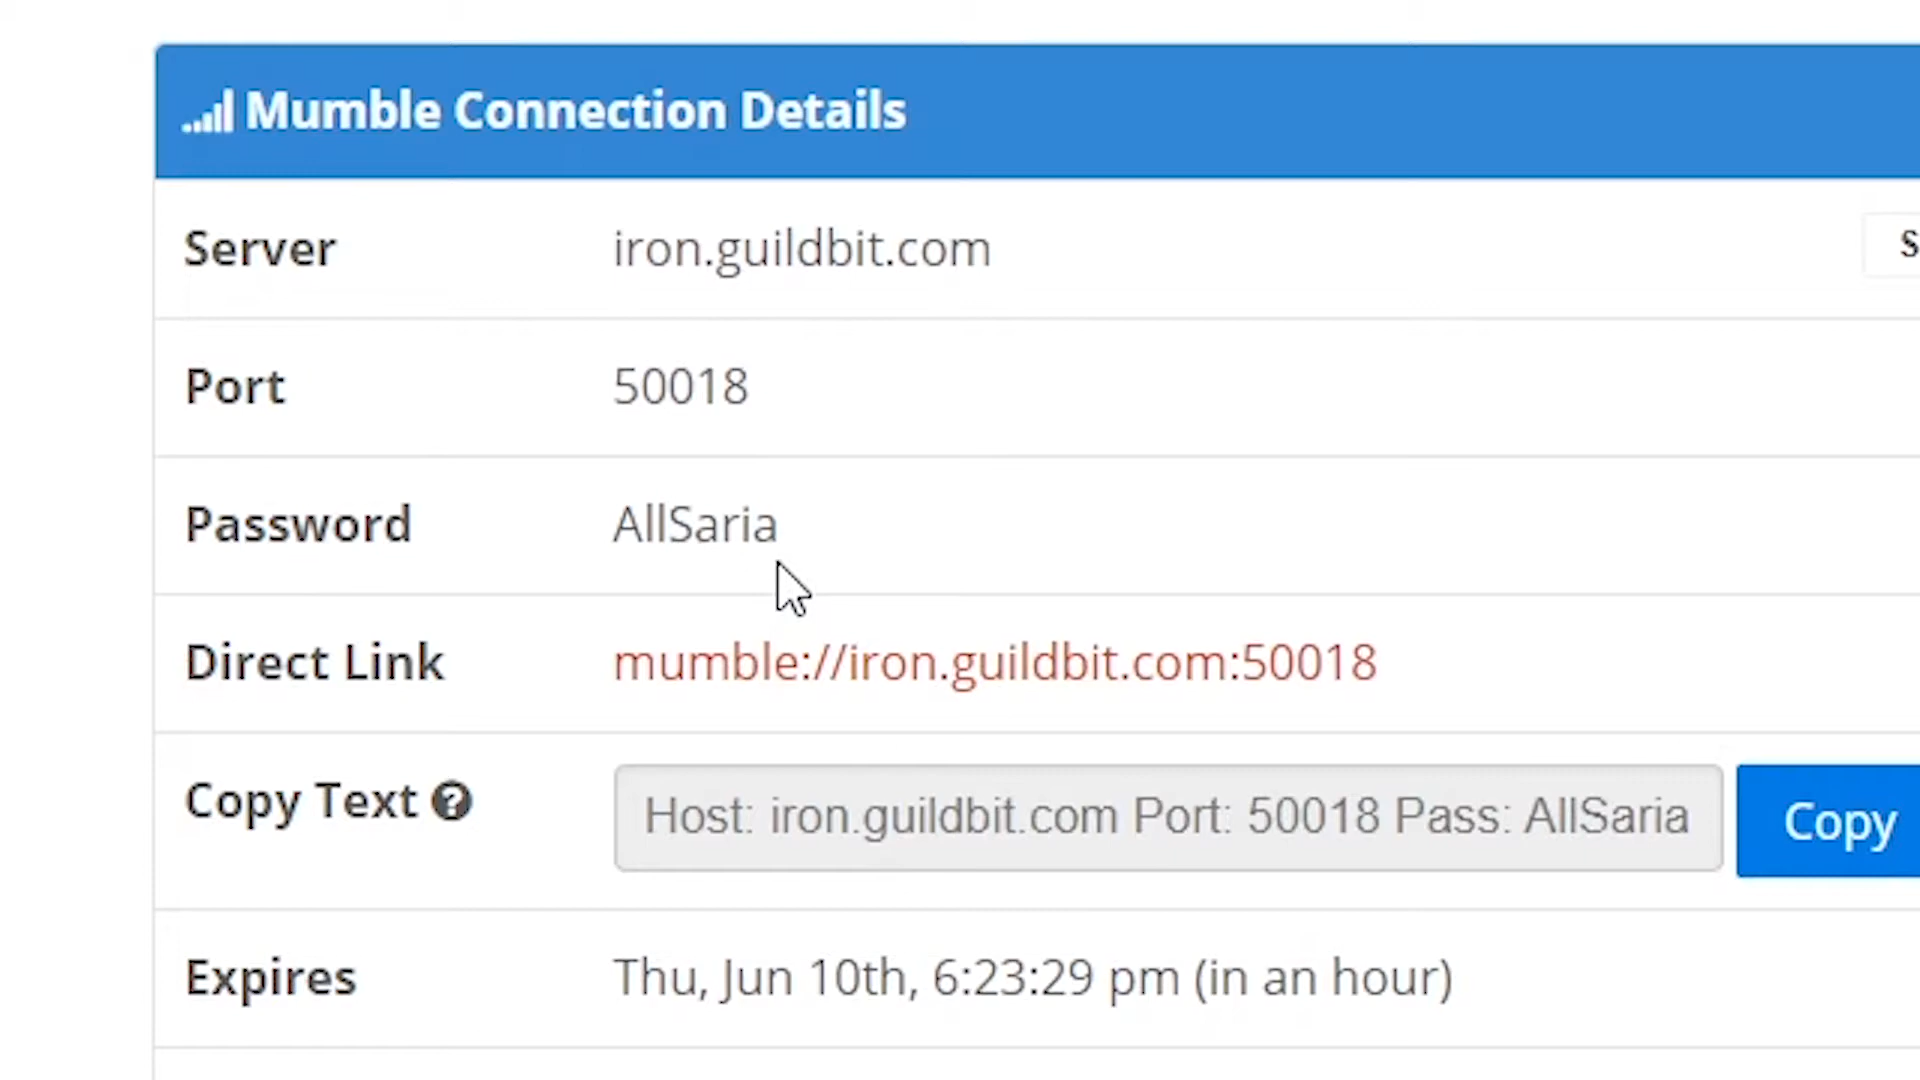 Mumble Connection Details
Server iron.guildbit.com S
Port 50018
Password AllSaria
Direct Link mumble://iron.guildbit.com:50018
Copy Text ? Host: iron.guildbit.com Port: 50018 Pass: AllSaria Copy
Expires Thu, Jun 10th, 6:23:29 pm (in an hour)